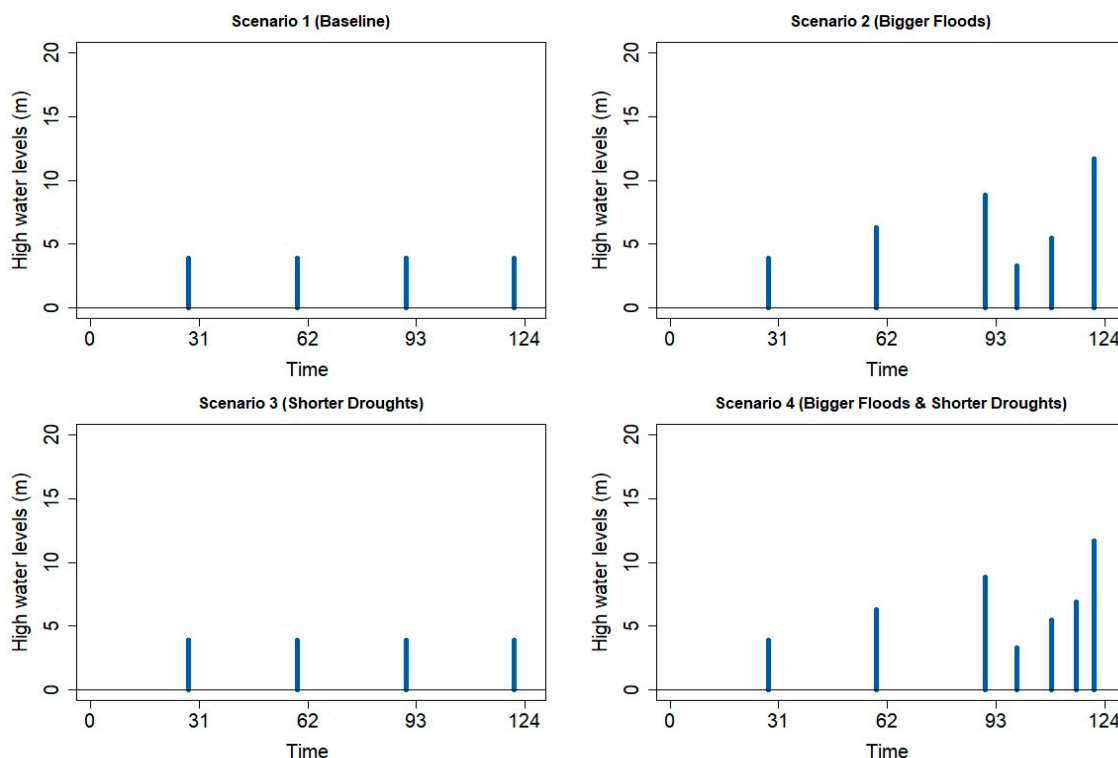 Scenario 1 (Baseline)
High water levels (m)
20
15
10
5
0
0 31 62 93 124
Time
Scenario 2 (Bigger Floods)
High water levels (m)
20
15
10
5
0
0 31 62 93 124
Time
Scenario 3 (Shorter Droughts)
High water levels (m)
20
15
10
5
0
0 31 62 93 124
Time
Scenario 4 (Bigger Floods & Shorter Droughts)
High water levels (m)
20
15
10
5
0
0 31 62 93 124
Time